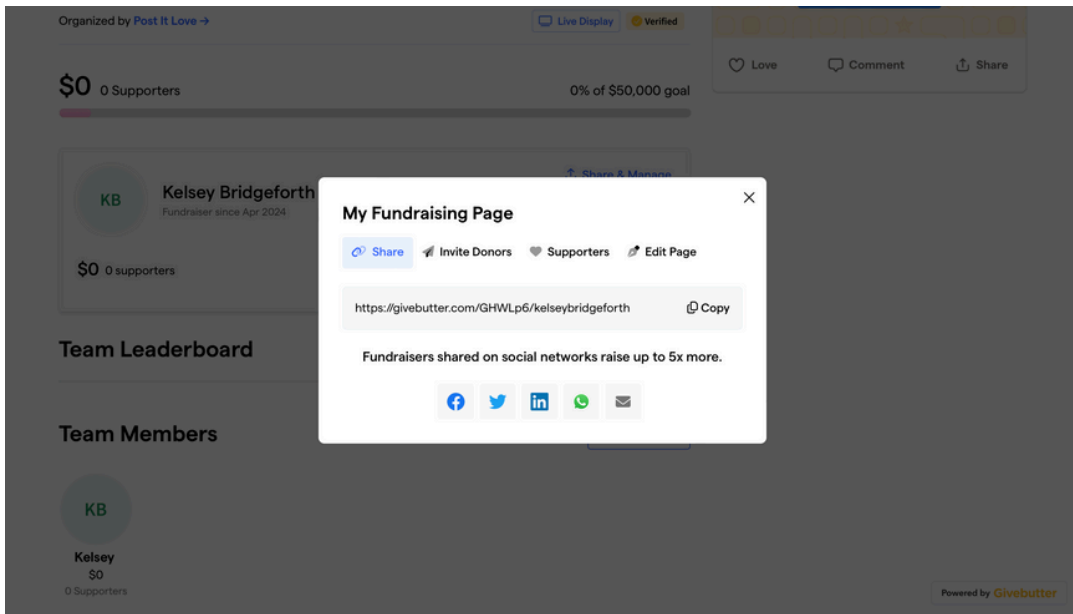 Organized by Post It Love →
Live Display
Verified
Love
Comment
Share
$0 0 Supporters
0% of $50,000 goal
KB
Kelsey Bridgeforth
Fundraiser since Apr 2024
Share & Manage
$0 0 supporters
My Fundraising Page
Share
Invite Donors
Supporters
Edit Page
https://givebutter.com/GHWLp6/kelseybridgeforth
Copy
Fundraisers shared on social networks raise up to 5x more.
in
Team Leaderboard
Team Members
KB
Kelsey
$0
0 Supporters
Powered by Givebutter